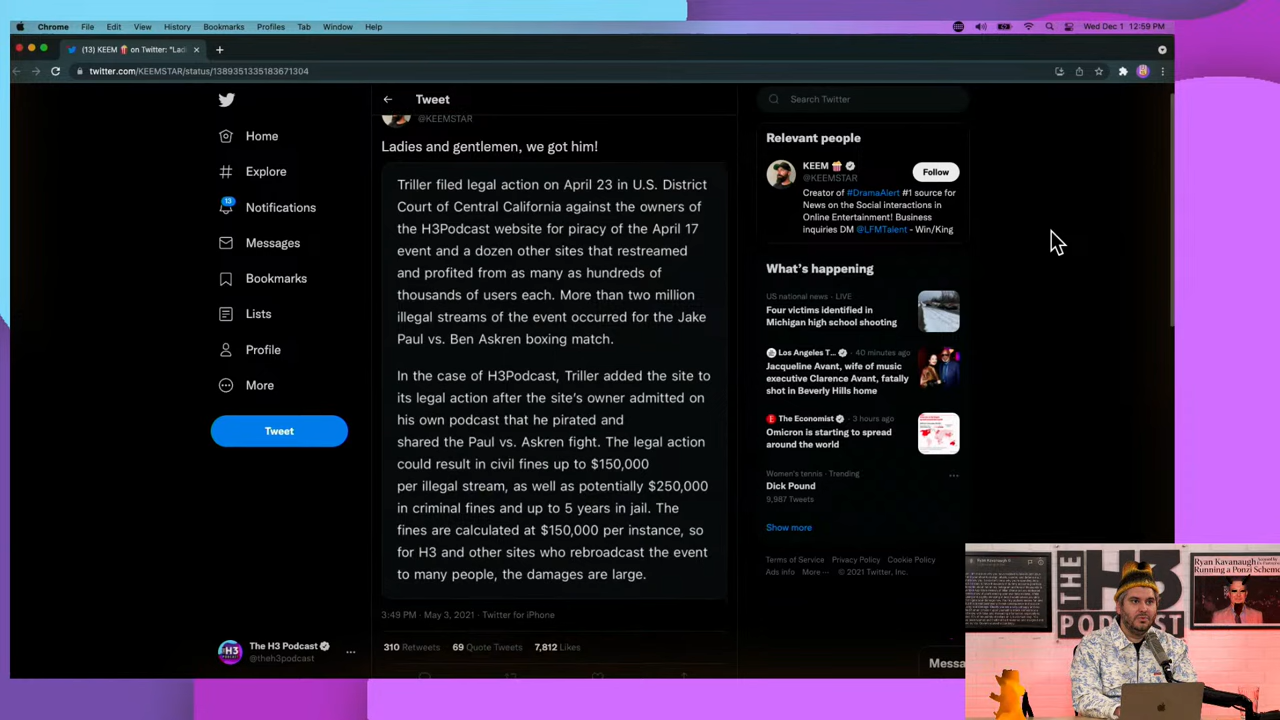 Chrome File Edit View History Bookmarks Profiles Tab Window Help
Wed Dec 1 12:59 PM
(13) KEEM 🍿 on Twitter: "Ladi
twitter.com/KEEMSTAR/status/1389351335183671304
Home
Explore
13
Notifications
Messages
Bookmarks
Lists
Profile
More
Tweet
The H3 Podcast
@theh3podcast
Tweet
@KEEMSTAR
Ladies and gentlemen, we got him!
Triller filed legal action on April 23 in U.S. District
Court of Central California against the owners of
the H3Podcast website for piracy of the April 17
event and a dozen other sites that restreamed
and profited from as many as hundreds of
thousands of users each. More than two million
illegal streams of the event occurred for the Jake
Paul vs. Ben Askren boxing match.
In the case of H3Podcast, Triller added the site to
its legal action after the site's owner admitted on
his own podcast that he pirated and
shared the Paul vs. Askren fight. The legal action
could result in civil fines up to $150,000
per illegal stream, as well as potentially $250,000
in criminal fines and up to 5 years in jail. The
fines are calculated at $150,000 per instance, so
for H3 and other sites who rebroadcast the event
to many people, the damages are large.
3:49 PM · May 3, 2021 · Twitter for iPhone
310 Retweets 69 Quote Tweets 7,812 Likes
Search Twitter
Relevant people
KEEM 🍿
@KEEMSTAR
Follow
Creator of #DramaAlert #1 source for
News on the Social interactions in
Online Entertainment! Business
inquiries DM @LFMTalent - Win/King
What's happening
US national news · LIVE
Four victims identified in
Michigan high school shooting
Los Angeles T... · 40 minutes ago
Jacqueline Avant, wife of music
executive Clarence Avant, fatally
shot in Beverly Hills home
The Economist · 3 hours ago
Omicron is starting to spread
around the world
Women's tennis · Trending
Dick Pound
9,987 Tweets
Show more
Terms of Service Privacy Policy Cookie Policy
Ads info More ··· © 2021 Twitter, Inc.
Messa
THE H3
PODCAST
Ryan Kavanaugh
Running a Ponzi Scheme